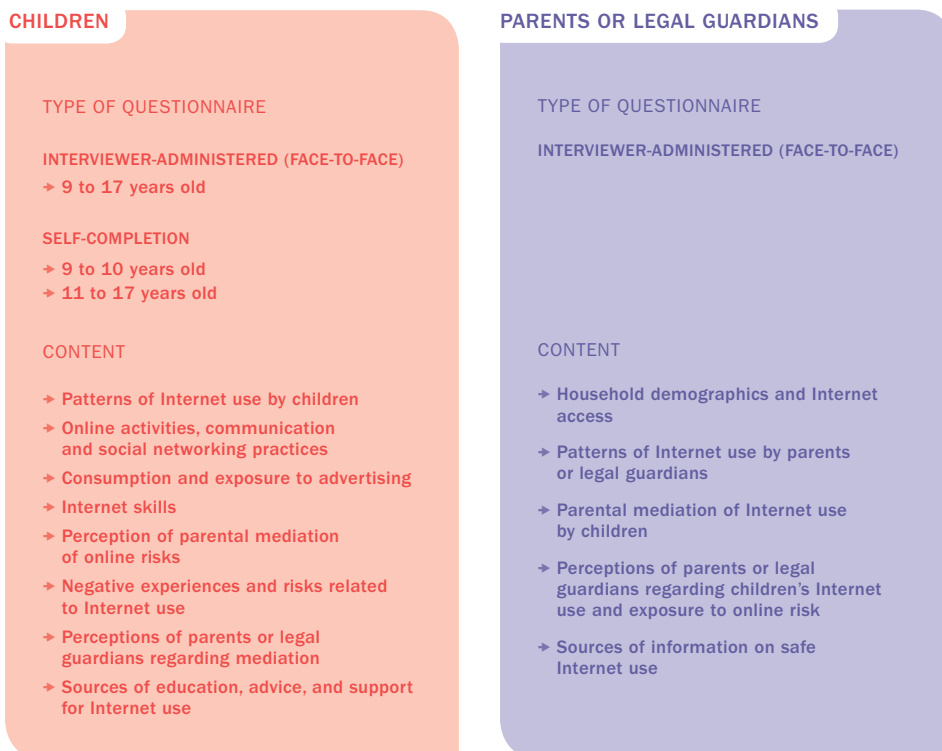 CHILDREN
TYPE OF QUESTIONNAIRE
INTERVIEWER-ADMINISTERED (FACE-TO-FACE)
→ 9 to 17 years old
SELF-COMPLETION
→ 9 to 10 years old
→ 11 to 17 years old
CONTENT
→ Patterns of Internet use by children
→ Online activities, communication
and social networking practices
→ Consumption and exposure to advertising
→ Internet skills
→ Perception of parental mediation
of online risks
→ Negative experiences and risks related
to Internet use
→ Perceptions of parents or legal
guardians regarding mediation
→ Sources of education, advice, and support
for Internet use
PARENTS OR LEGAL GUARDIANS
TYPE OF QUESTIONNAIRE
INTERVIEWER-ADMINISTERED (FACE-TO-FACE)
CONTENT
→ Household demographics and Internet
access
→ Patterns of Internet use by parents
or legal guardians
→ Parental mediation of Internet use
by children
→ Perceptions of parents or legal
guardians regarding children’s Internet
use and exposure to online risk
→ Sources of information on safe
Internet use